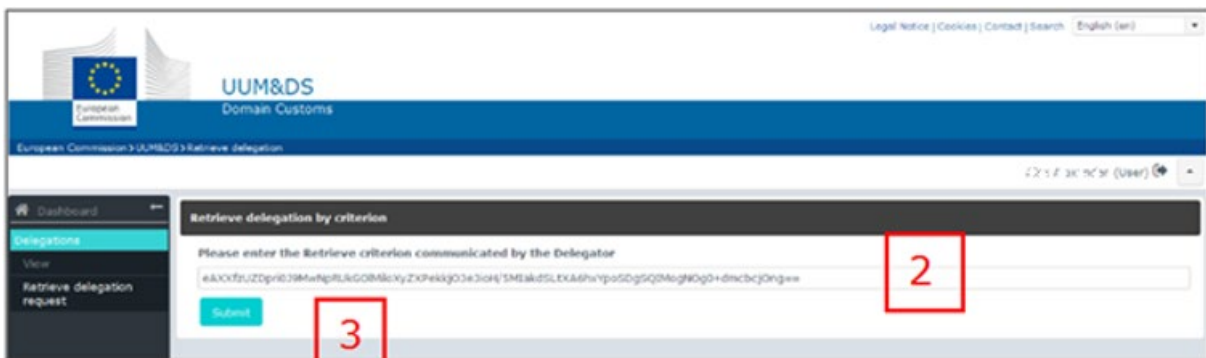 Legal Notice | Cookies | Contact | Search English (en)
UUM&DS
European Commission
Domain Customs
European Commission > UUM&DS > Retrieve delegation
(User)
Dashboard
Delegations
View
Retrieve delegation request
Retrieve delegation by criterion
Please enter the Retrieve criterion communicated by the Delegator
2
Submit
3